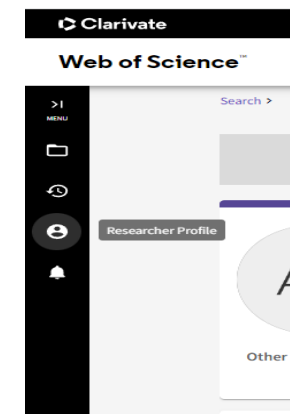 Clarivate
Web of Science™
>I
MENU
Search >
Researcher Profile
A
Other